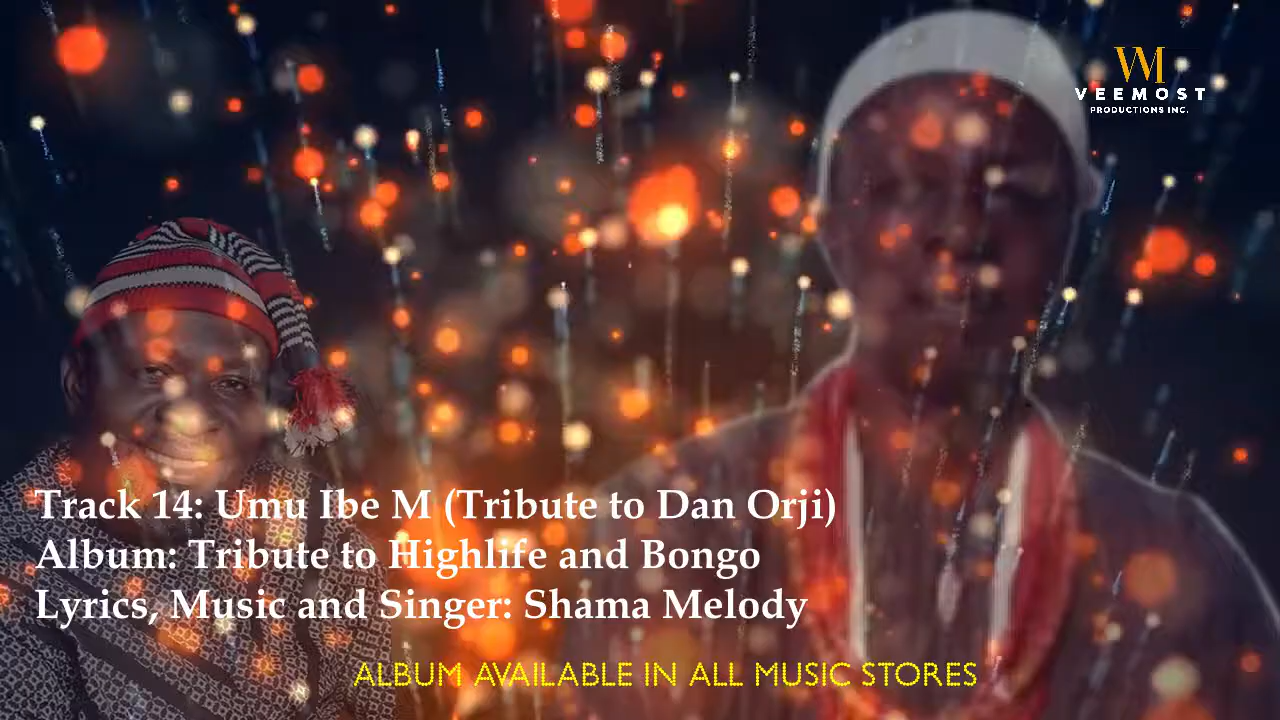 VM
VEEMOST
PRODUCTIONS INC.
Track 14: Umu Ibe M (Tribute to Dan Orji)
Album: Tribute to Highlife and Bongo
Lyrics, Music and Singer: Shama Melody
ALBUM AVAILABLE IN ALL MUSIC STORES